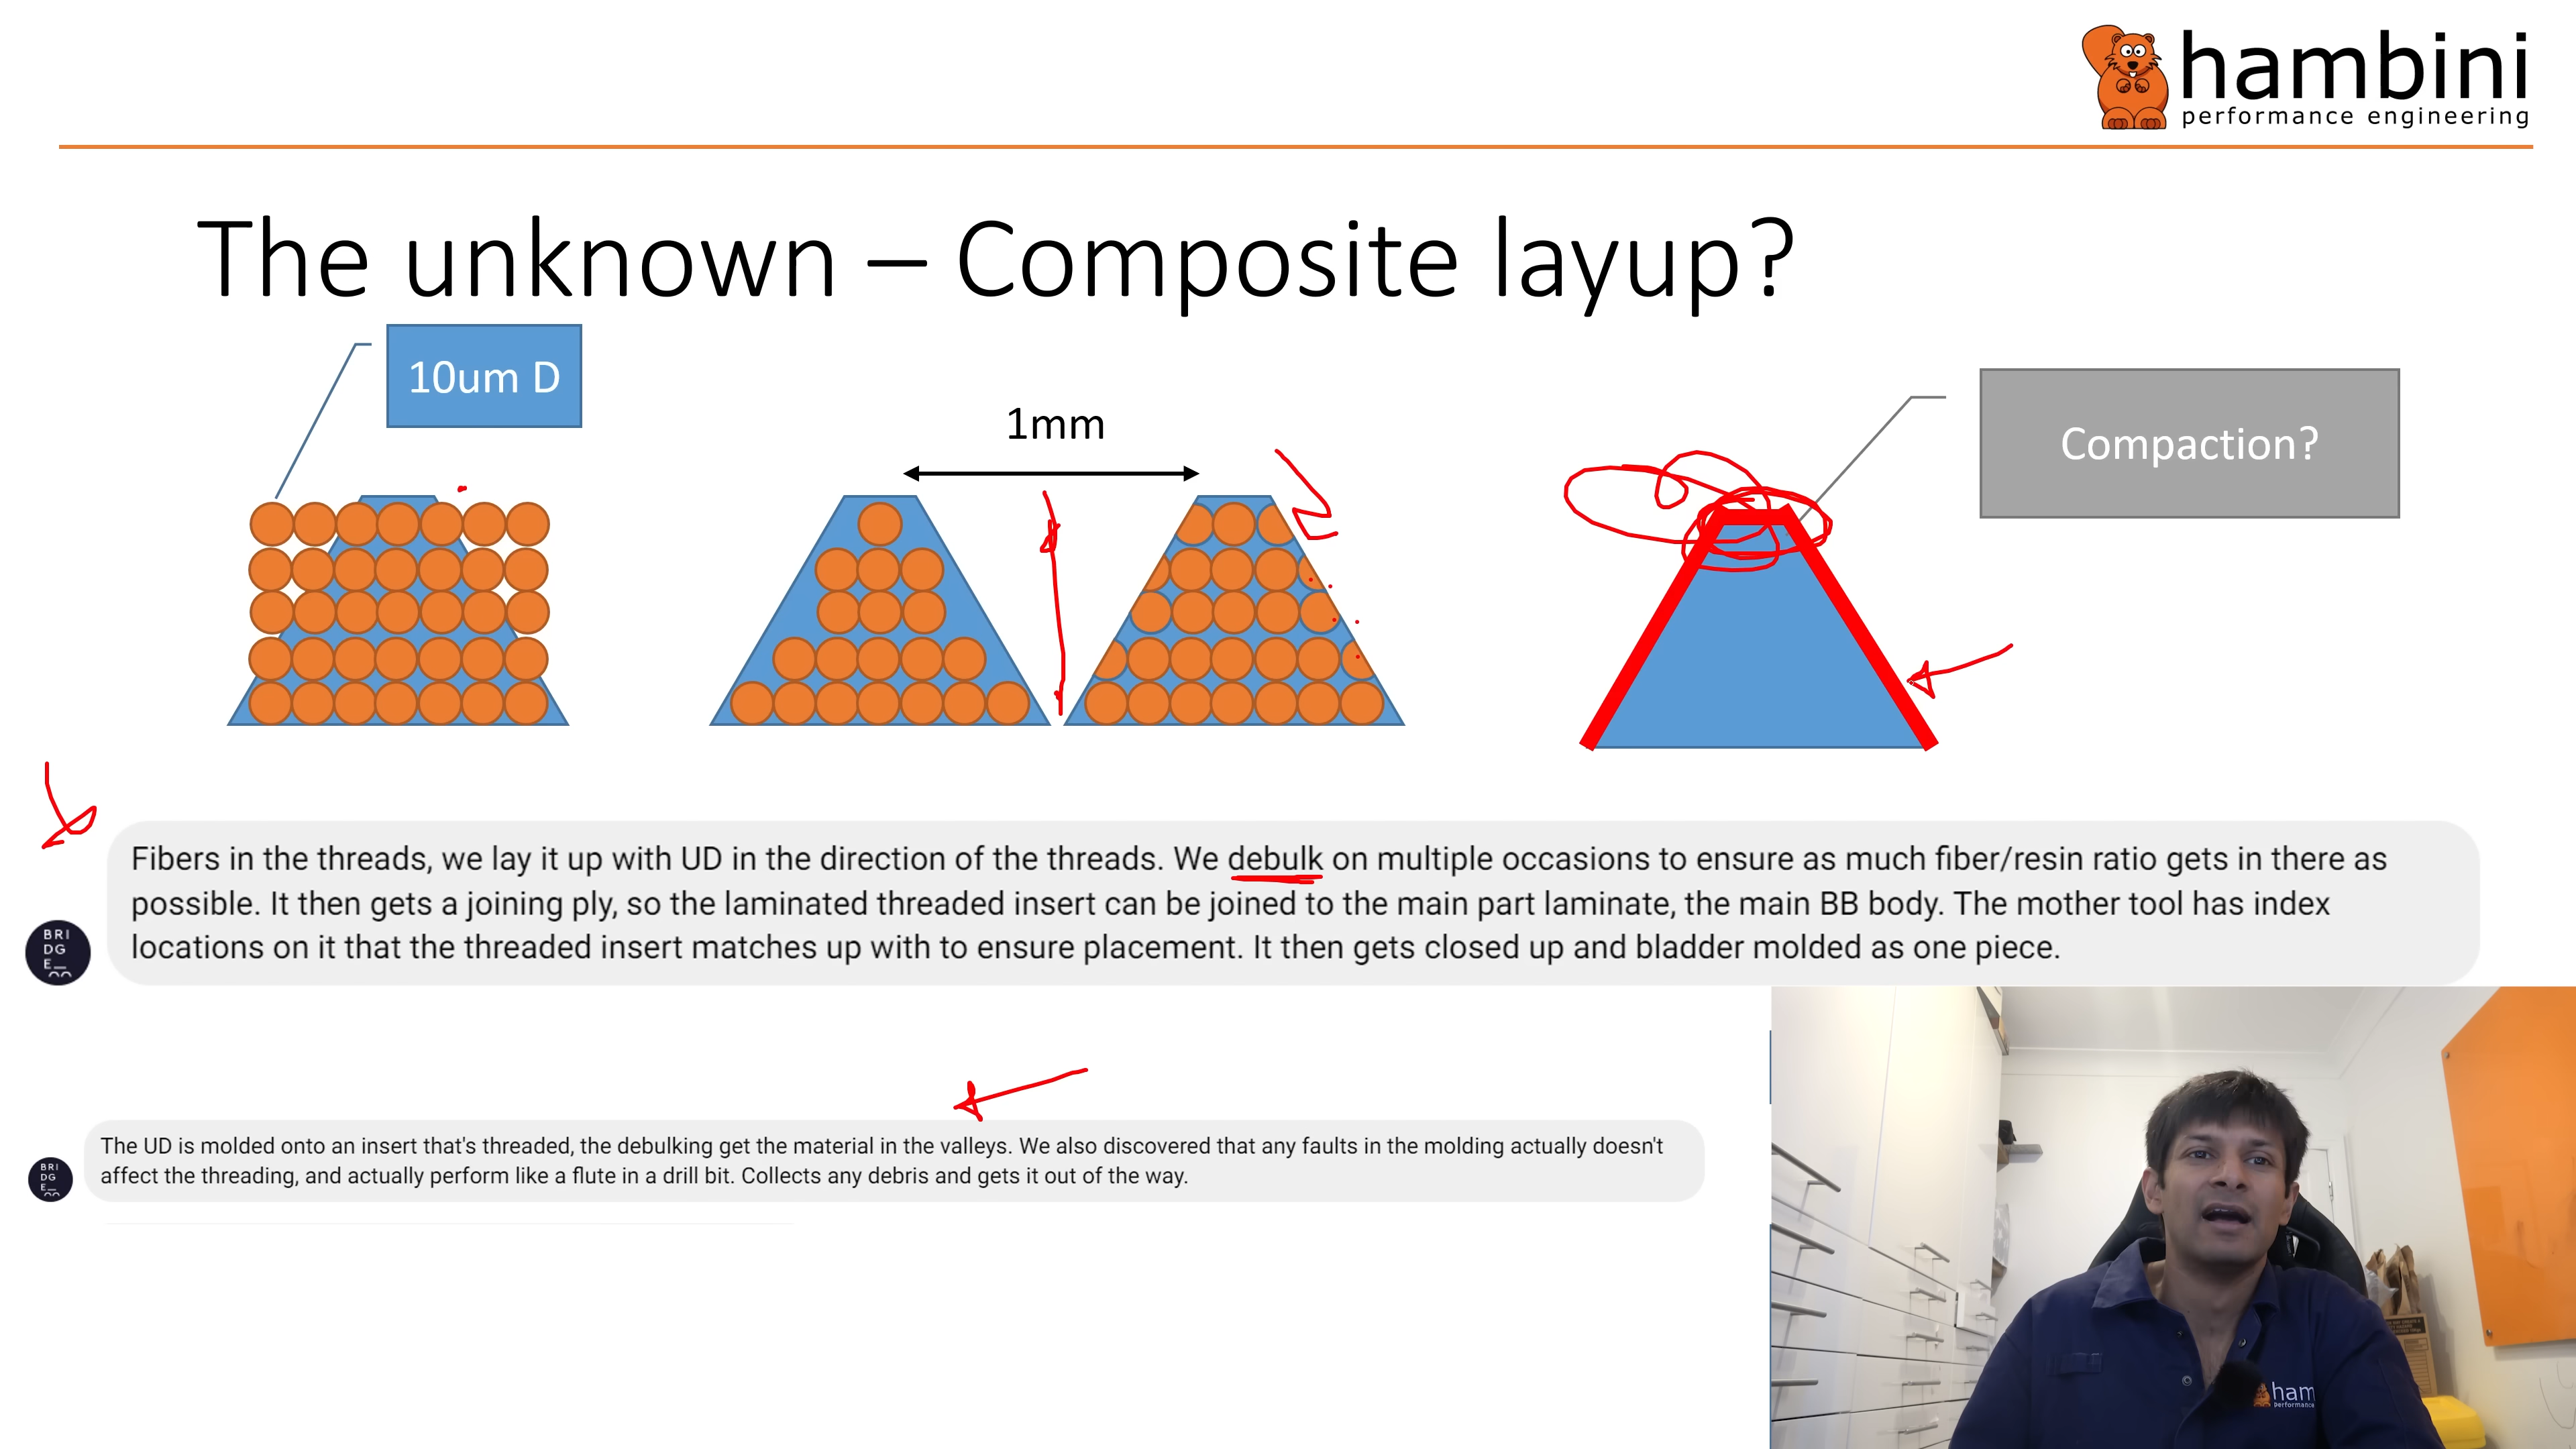 hambini
performance engineering
The unknown – Composite layup?
10um D
1mm
Compaction?
Fibers in the threads, we lay it up with UD in the direction of the threads. We debulk on multiple occasions to ensure as much fiber/resin ratio gets in there as
possible. It then gets a joining ply, so the laminated threaded insert can be joined to the main part laminate, the main BB body. The mother tool has index
locations on it that the threaded insert matches up with to ensure placement. It then gets closed up and bladder molded as one piece.
BRI
DG
E
The UD is molded onto an insert that's threaded, the debulking get the material in the valleys. We also discovered that any faults in the molding actually doesn't
affect the threading, and actually perform like a flute in a drill bit. Collects any debris and gets it out of the way.
BRI
DG
E
ham
performance